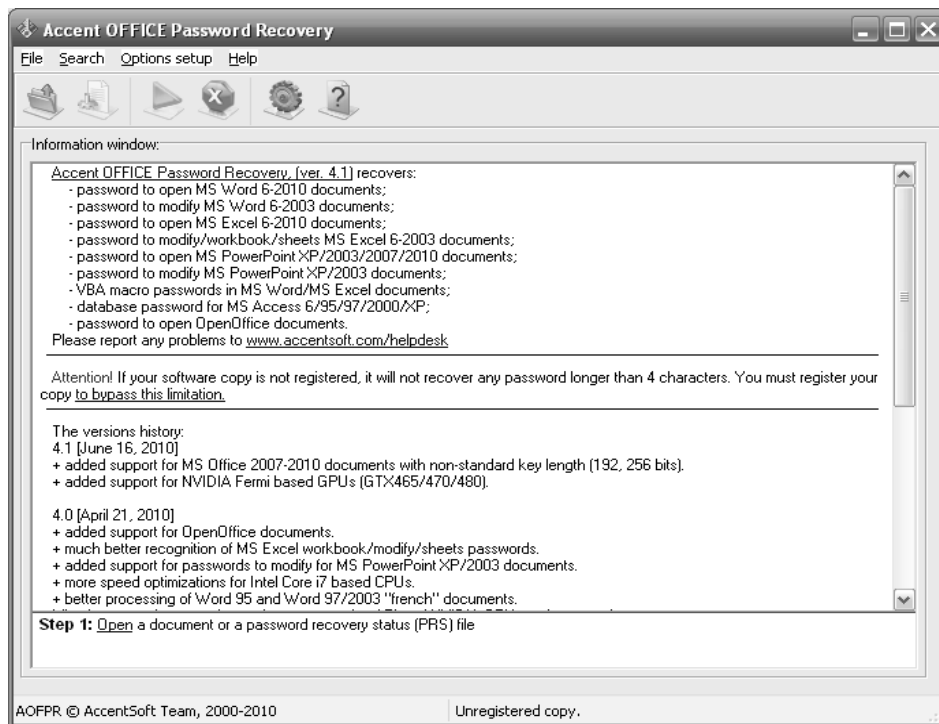 Accent OFFICE Password Recovery
File Search Options setup Help
Information window:
Accent OFFICE Password Recovery, (ver. 4.1) recovers:
- password to open MS Word 6-2010 documents;
- password to modify MS Word 6-2003 documents;
- password to open MS Excel 6-2010 documents;
- password to modify/workbook/sheets MS Excel 6-2003 documents;
- password to open MS PowerPoint XP/2003/2007/2010 documents;
- password to modify MS PowerPoint XP/2003 documents;
- VBA macro passwords in MS Word/MS Excel documents;
- database password for MS Access 6/95/97/2000/XP;
- password to open OpenOffice documents.
Please report any problems to www.accentsoft.com/helpdesk
Attention! If your software copy is not registered, it will not recover any password longer than 4 characters. You must register your
copy to bypass this limitation.
The versions history:
4.1 [June 16, 2010]
+ added support for MS Office 2007-2010 documents with non-standard key length (192, 256 bits).
+ added support for NVIDIA Fermi based GPUs (GTX465/470/480).
4.0 [April 21, 2010]
+ added support for OpenOffice documents.
+ much better recognition of MS Excel workbook/modify/sheets passwords.
+ added support for passwords to modify for MS PowerPoint XP/2003 documents.
+ more speed optimizations for Intel Core i7 based CPUs.
+ better processing of Word 95 and Word 97/2003 "french" documents.
Step 1: Open a document or a password recovery status (PRS) file
AOFPR © AccentSoft Team, 2000-2010
Unregistered copy.